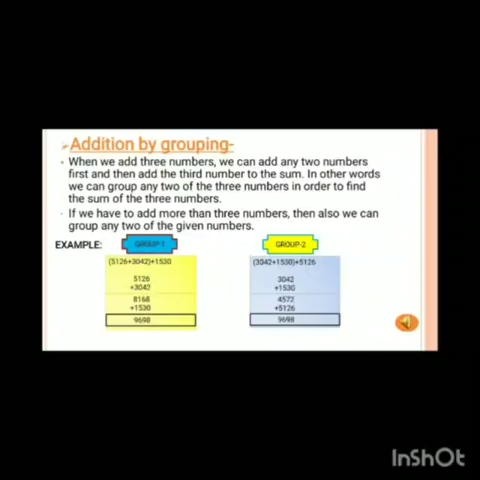 ➢Addition by grouping-
• When we add three numbers, we can add any two numbers
first and then add the third number to the sum. In other words
we can group any two of the three numbers in order to find
the sum of the three numbers.
• If we have to add more than three numbers, then also we can
group any two of the given numbers.
EXAMPLE: GROUP-1 GROUP-2
(5126+3042)+1530 (3042+1530)+5126
5126 3042
+3042 +1530
8168 4572
+1530 +5126
9698 9698
InShOt